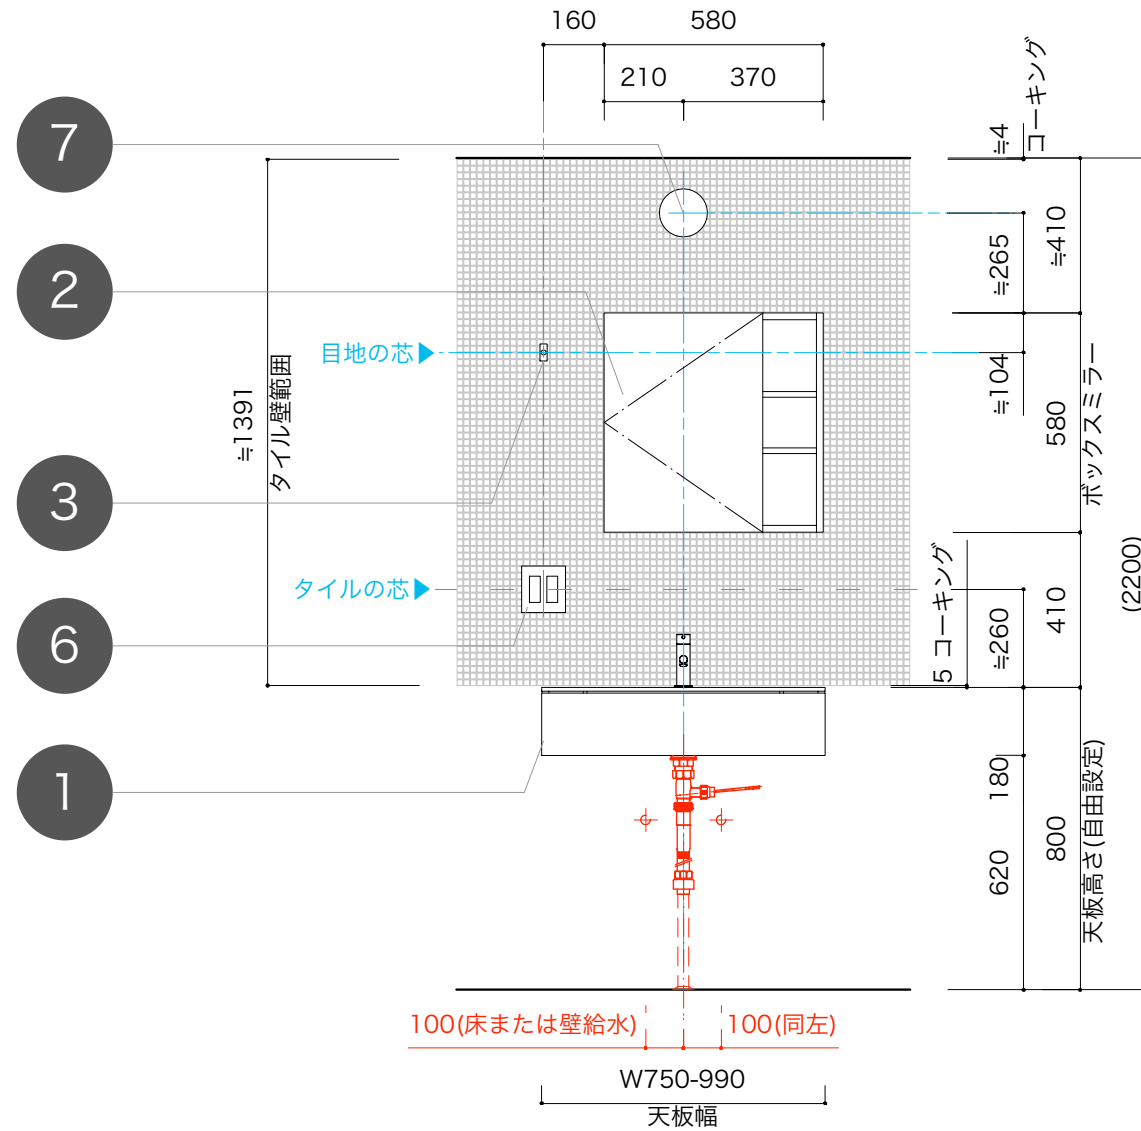 160
580
210
370
コーキング
≒4
7
2
3
6
1
≒265
≒410
目地の芯
≒104
580
ボックスミラー
≒1391
タイル壁範囲
タイルの芯
5 コーキング
≒260
410
(2200)
180
620
800
天板高さ(自由設定)
100(床または壁給水)
100(同左)
W750-990
天板幅